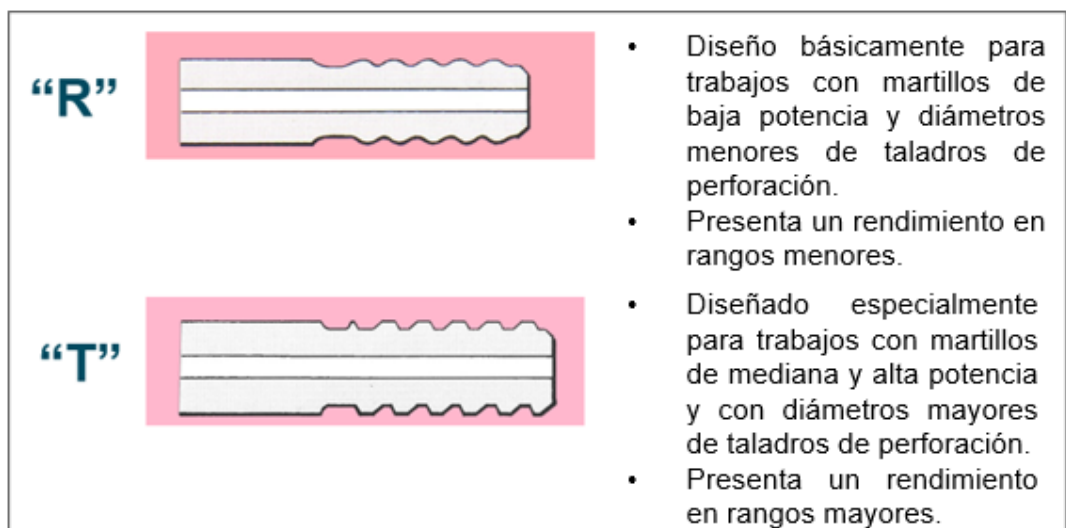 “R”
• Diseño básicamente para
trabajos con martillos de
baja potencia y diámetros
menores de taladros de
perforación.
• Presenta un rendimiento en
rangos menores.
“T”
• Diseñado especialmente
para trabajos con martillos
de mediana y alta potencia
y con diámetros mayores
de taladros de perforación.
• Presenta un rendimiento
en rangos mayores.